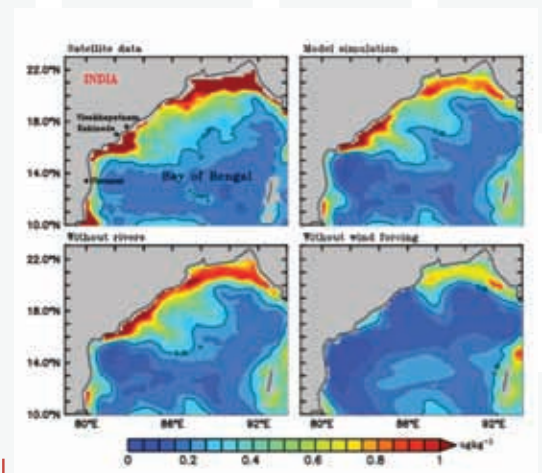 Satellite data
Model simulation
22.0°N
18.0°N
14.0°N
10.0°N
INDIA
Visakhapatnam
Kakinada
Chennai
Bay of Bengal
Without rivers
Without wind forcing
22.0°N
18.0°N
14.0°N
10.0°N
80°E
86°E
92°E
80°E
86°E
92°E
0
0.2
0.4
0.6
0.8
1